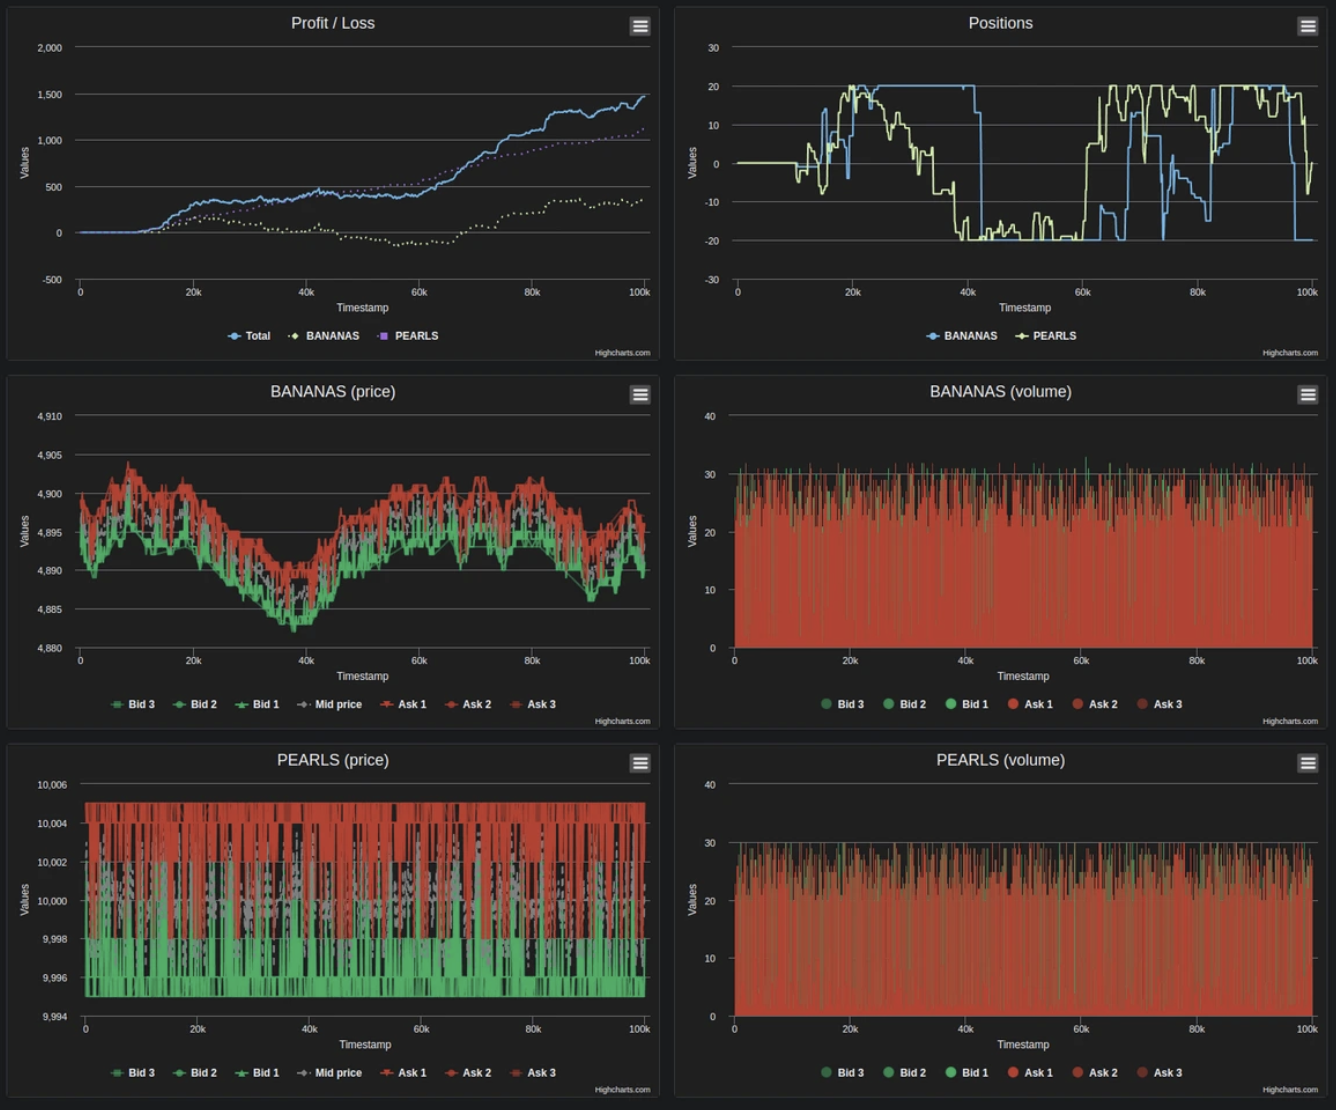 Profit / Loss
2,000
1,500
1,000
500
0
-500
Values
0 20k 40k 60k 80k 100k
Timestamp
Total BANANAS PEARLS
Highcharts.com
Positions
30
20
10
0
-10
-20
-30
Values
0 20k 40k 60k 80k 100k
Timestamp
BANANAS PEARLS
Highcharts.com
BANANAS (price)
4,910
4,905
4,900
4,895
4,890
4,885
4,880
Values
0 20k 40k 60k 80k 100k
Timestamp
Bid 3 Bid 2 Bid 1 Mid price Ask 1 Ask 2 Ask 3
Highcharts.com
BANANAS (volume)
40
30
20
10
0
Values
0 20k 40k 60k 80k 100k
Timestamp
Bid 3 Bid 2 Bid 1 Ask 1 Ask 2 Ask 3
Highcharts.com
PEARLS (price)
10,006
10,004
10,002
10,000
9,998
9,996
9,994
Values
0 20k 40k 60k 80k 100k
Timestamp
Bid 3 Bid 2 Bid 1 Mid price Ask 1 Ask 2 Ask 3
Highcharts.com
PEARLS (volume)
40
30
20
10
0
Values
0 20k 40k 60k 80k 100k
Timestamp
Bid 3 Bid 2 Bid 1 Ask 1 Ask 2 Ask 3
Highcharts.com